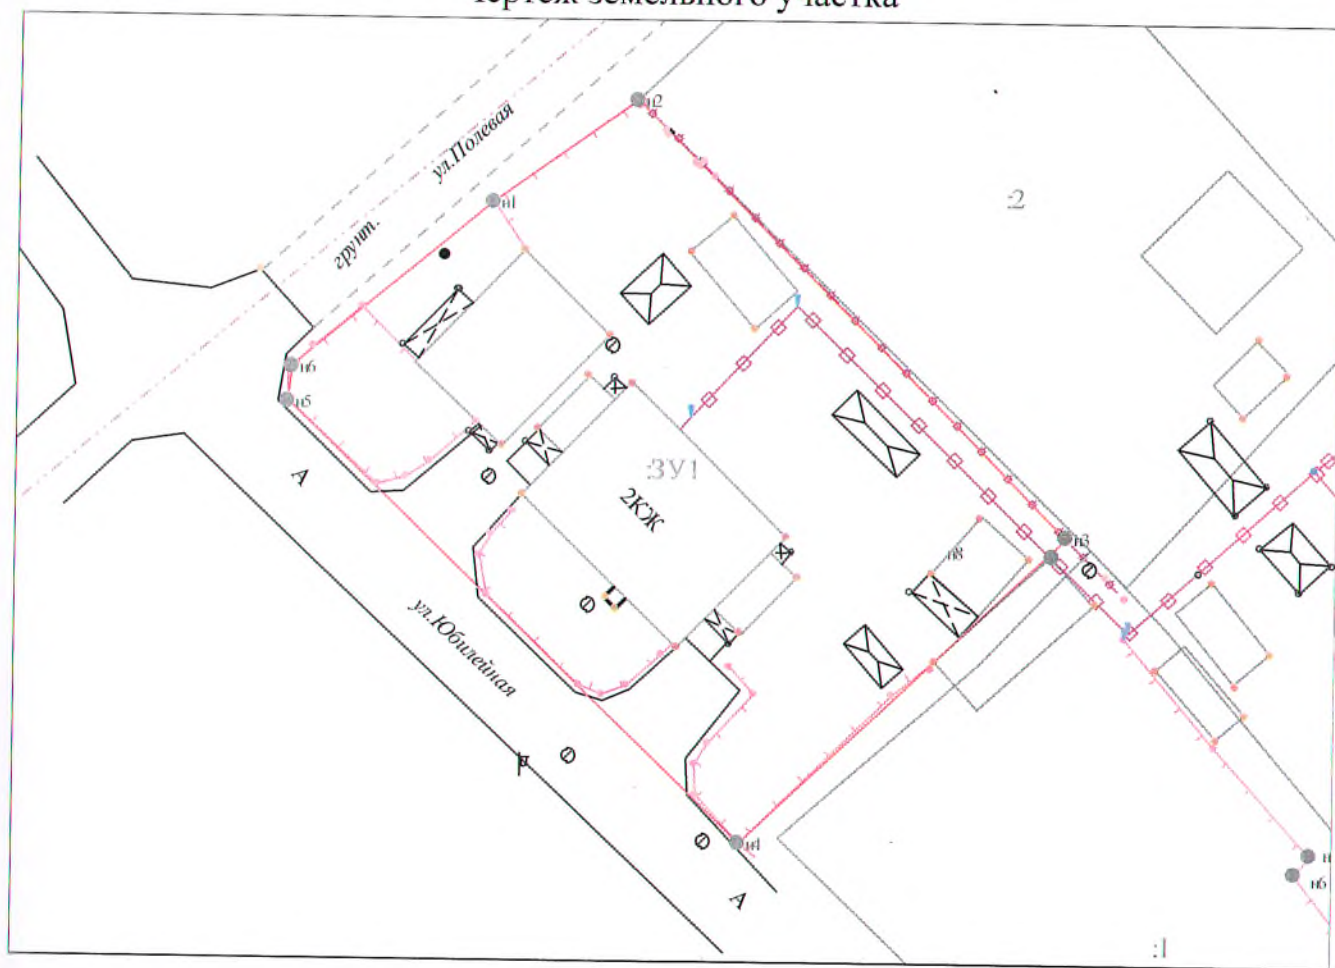 Чертеж земельного участка
н2
ул.Полевая
:2
н1
грунт.
н6
н5
:ЗУ1
А
2КЖ
н3
н8
ул.Юбилейная
н4
н
н6
А
:1